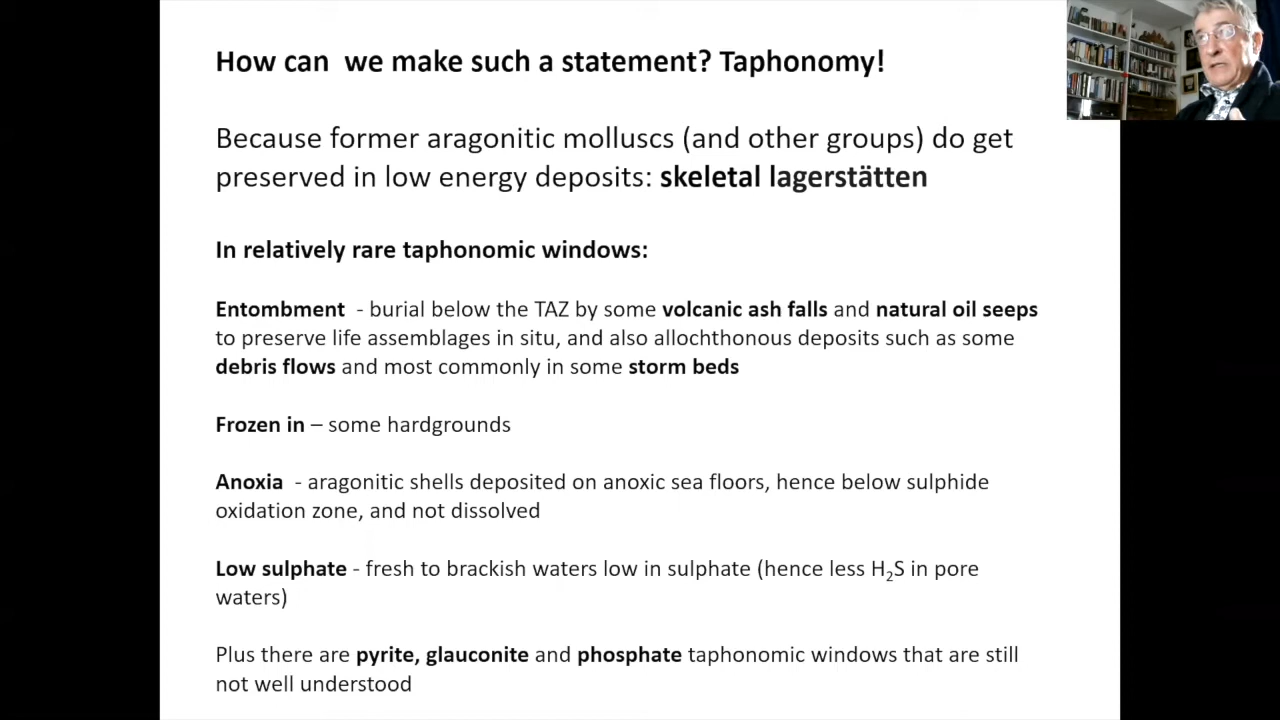 How can  we make such a statement? Taphonomy!
Because former aragonitic molluscs (and other groups) do get
preserved in low energy deposits: skeletal lagerstätten
In relatively rare taphonomic windows:
Entombment  - burial below the TAZ by some volcanic ash falls and natural oil seeps
to preserve life assemblages in situ, and also allochthonous deposits such as some
debris flows and most commonly in some storm beds
Frozen in – some hardgrounds
Anoxia  - aragonitic shells deposited on anoxic sea floors, hence below sulphide
oxidation zone, and not dissolved
Low sulphate - fresh to brackish waters low in sulphate (hence less H₂S in pore
waters)
Plus there are pyrite, glauconite and phosphate taphonomic windows that are still
not well understood